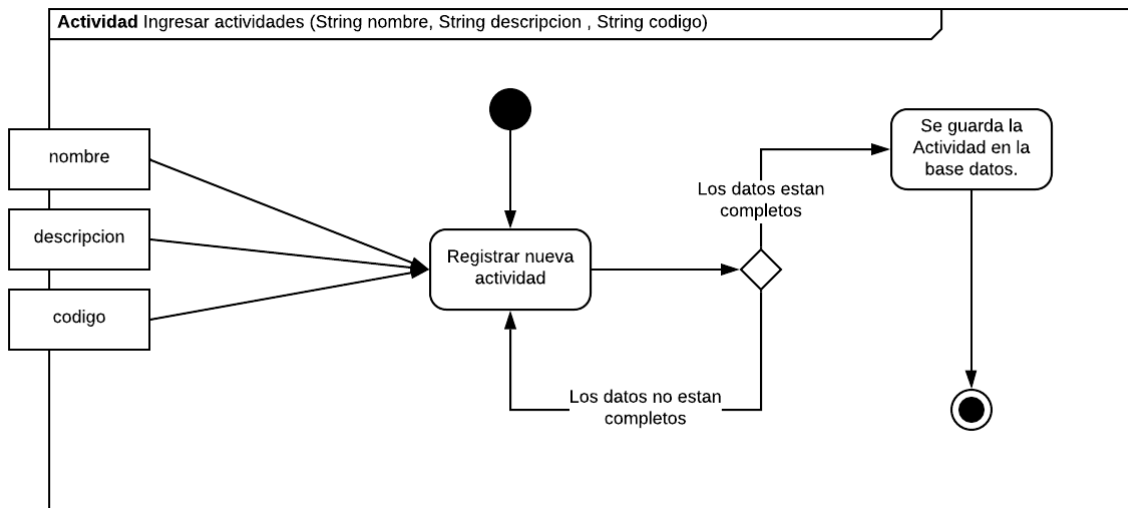 Actividad Ingresar actividades (String nombre, String descripcion , String codigo)
nombre
descripcion
codigo
Registrar nueva
actividad
Los datos estan
completos
Se guarda la
Actividad en la
base datos.
Los datos no estan
completos